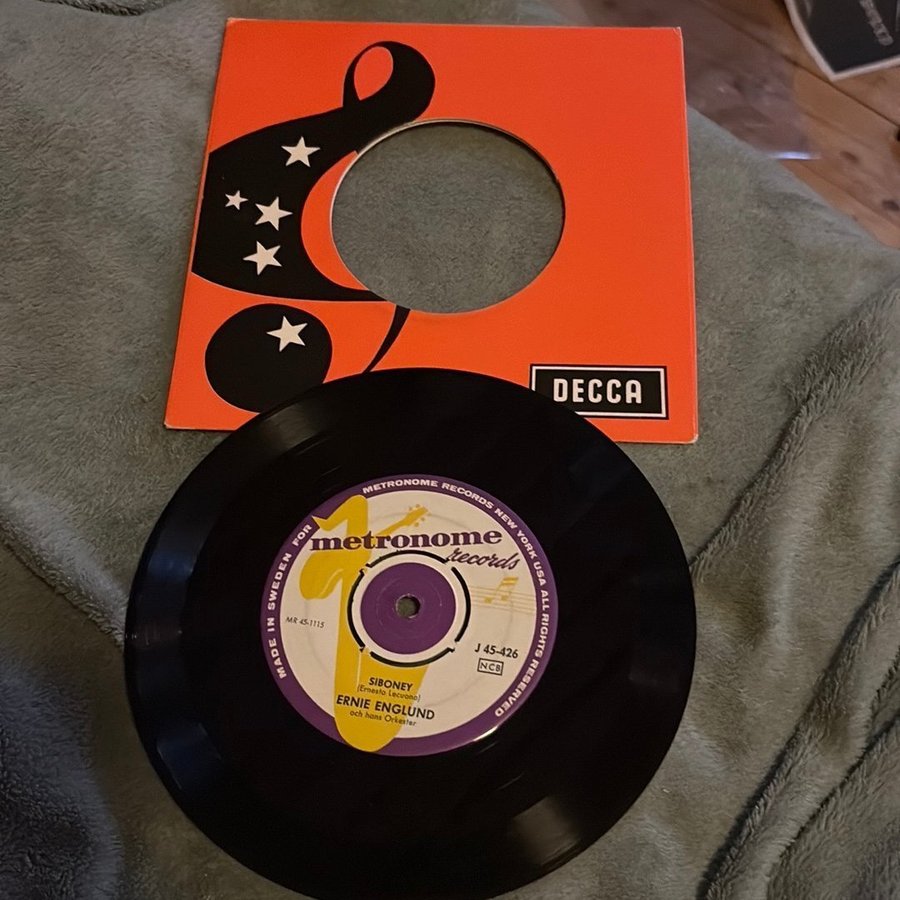 DECCA
MADE IN SWEDEN FOR METRONOME RECORDS NEW YORK USA ALL RIGHTS RESERVED
metronome
records
MR 45-1115
J 45-426
NCB
SIBONEY
(Ernesto Lecuona)
ERNIE ENGLUND
och hans Orkester